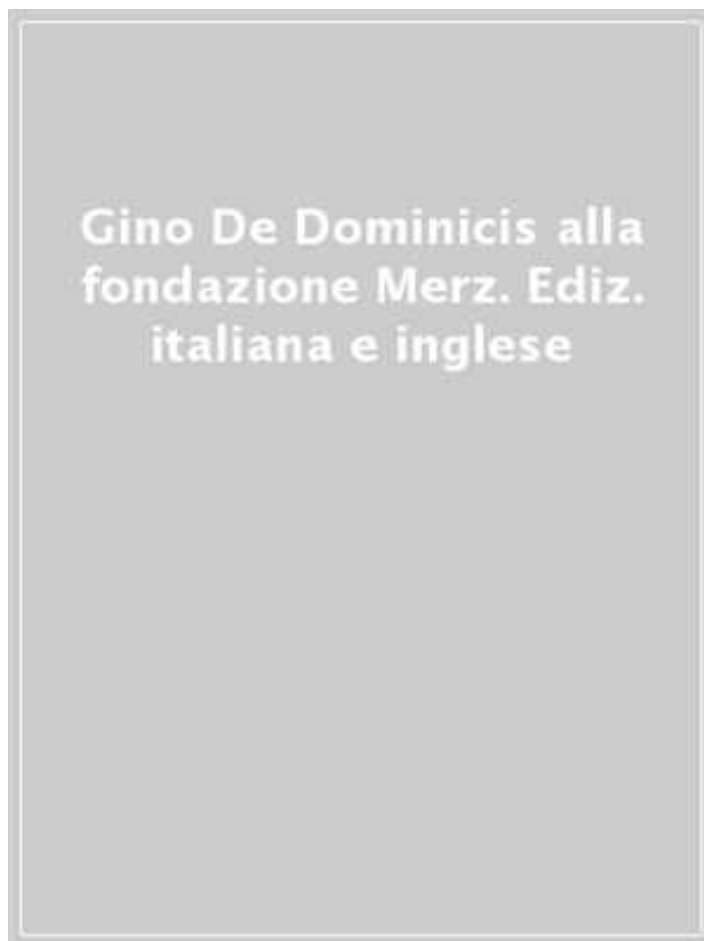 Gino De Dominicis alla
fondazione Merz. Ediz.
italiana e inglese